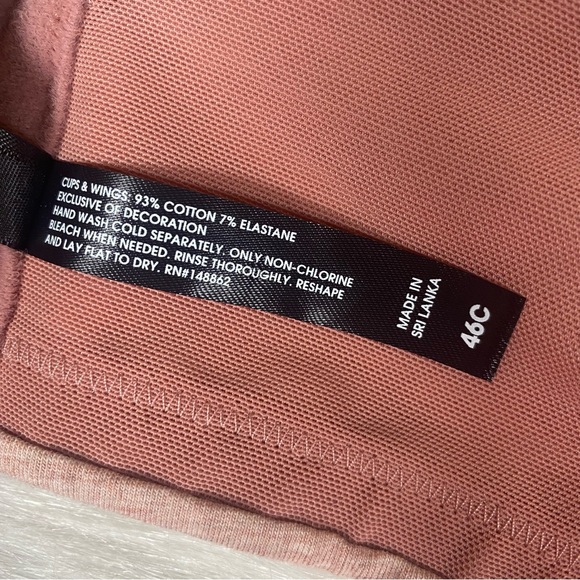 CUPS & WINGS: 93% COTTON 7% ELASTANE
EXCLUSIVE OF DECORATION
HAND WASH COLD SEPARATELY. ONLY NON-CHLORINE
BLEACH WHEN NEEDED. RINSE THOROUGHLY. RESHAPE
AND LAY FLAT TO DRY. RN#148862
MADE IN
SRI LANKA
46C